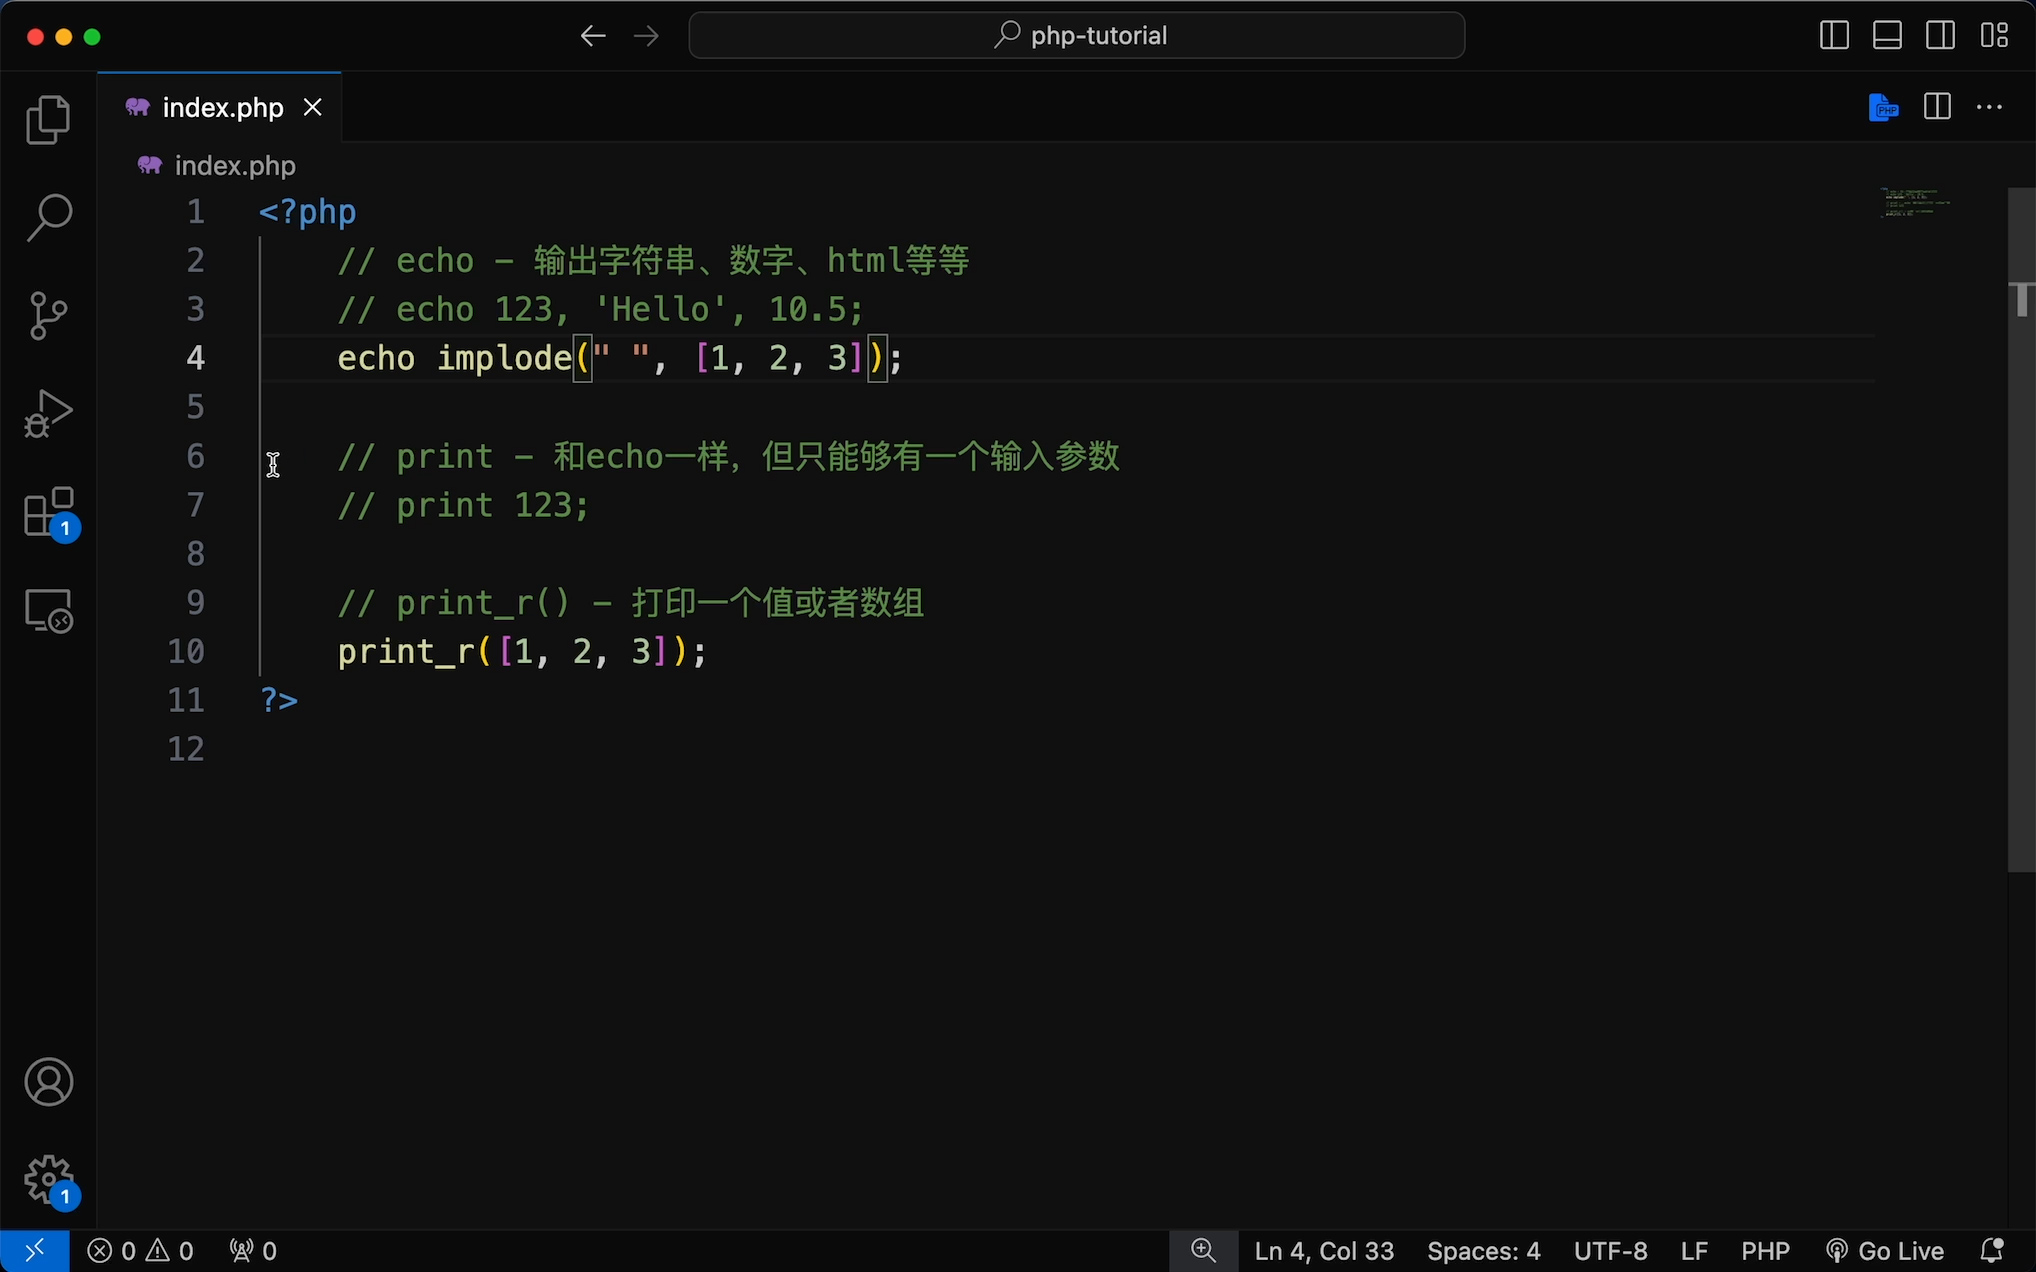 php-tutorial
index.php
PHP
index.php
1 <?php
2 // echo – 输出字符串、数字、html等等
3 // echo 123, 'Hello', 10.5;
4 echo implode(" ", [1, 2, 3]);
5
6 // print – 和echo一样，但只能够有一个输入参数
7 // print 123;
8
9 // print_r() – 打印一个值或者数组
10 print_r([1, 2, 3]);
11 ?>
12
1
1
0 0 0 Ln 4, Col 33 Spaces: 4 UTF-8 LF PHP Go Live